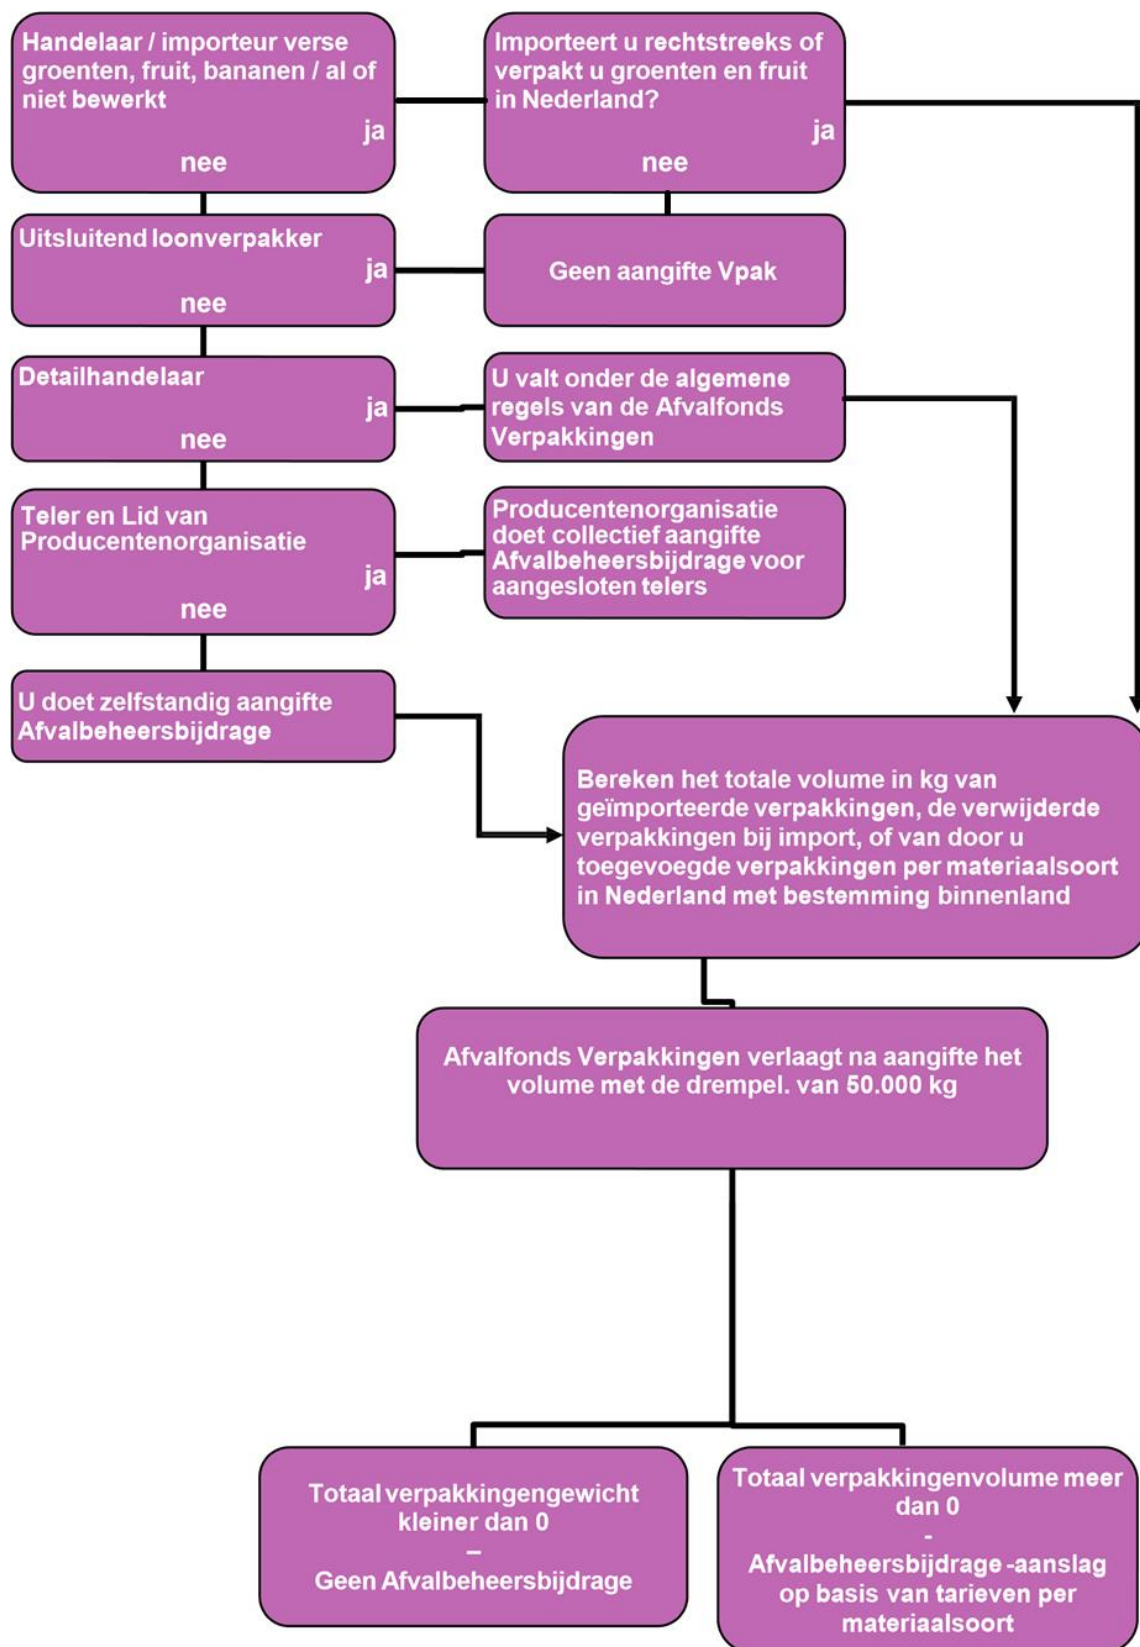 Handelaar / importeur verse
groenten, fruit, bananen / al of
niet bewerkt
ja
nee
Importeert u rechtstreeks of
verpakt u groenten en fruit
in Nederland?
ja
nee
Uitsluitend loonverpakker
ja
nee
Geen aangifte Vpak
Detailhandelaar
ja
nee
U valt onder de algemene
regels van de Afvalfonds
Verpakkingen
Teler en Lid van
Producentenorganisatie
ja
nee
Producentenorganisatie
doet collectief aangifte
Afvalbeheersbijdrage voor
aangesloten telers
U doet zelfstandig aangifte
Afvalbeheersbijdrage
Bereken het totale volume in kg van
geïmporteerde verpakkingen, de verwijderde
verpakkingen bij import, of van door u
toegevoegde verpakkingen per materiaalsoort
in Nederland met bestemming binnenland
Afvalfonds Verpakkingen verlaagt na aangifte het
volume met de drempel. van 50.000 kg
Totaal verpakkingengewicht
kleiner dan 0
–
Geen Afvalbeheersbijdrage
Totaal verpakkingenvolume meer
dan 0
-
Afvalbeheersbijdrage -aanslag
op basis van tarieven per
materiaalsoort